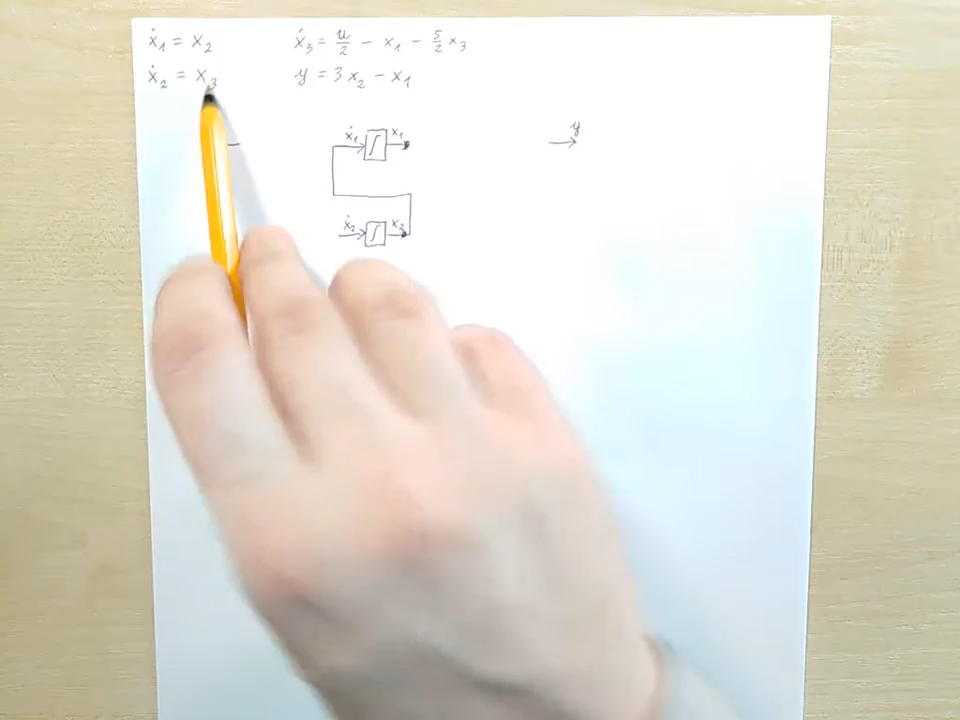 ẋ₁ = x₂
ẋ₂ = x₃
ẋ₃ = u/2 − x₁ − 5/2 x₃
y = 3x₂ − x₁
ẋ₁ ∫ x₁
y
ẋ₂ ∫ x₂